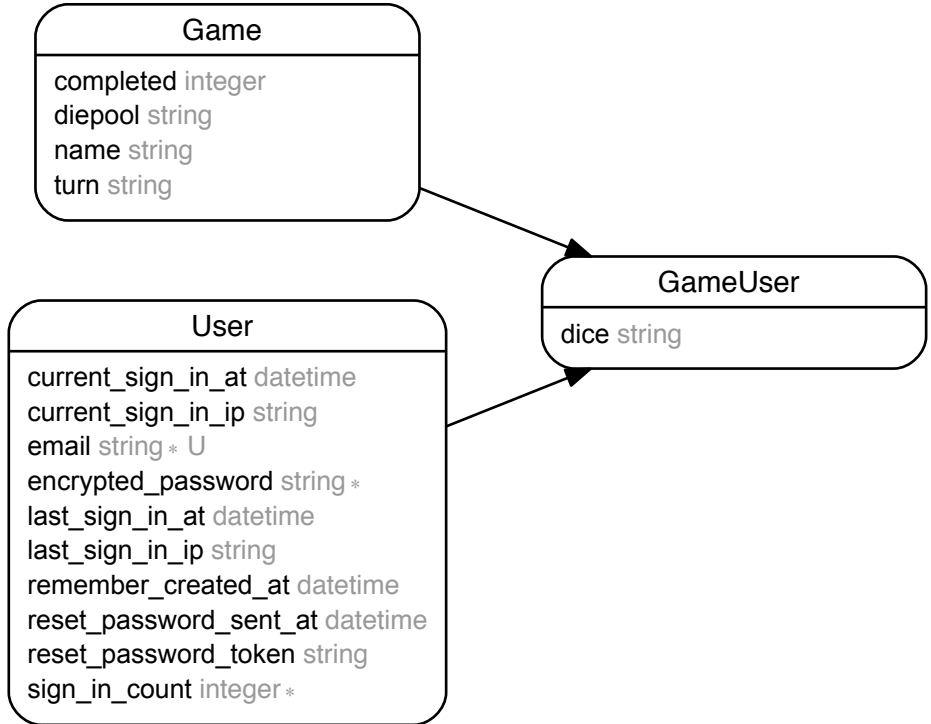 Game
completed integer
diepool string
name string
turn string
GameUser
dice string
User
current_sign_in_at datetime
current_sign_in_ip string
email string * U
encrypted_password string *
last_sign_in_at datetime
last_sign_in_ip string
remember_created_at datetime
reset_password_sent_at datetime
reset_password_token string
sign_in_count integer *